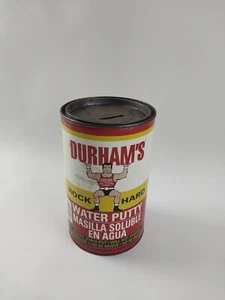 DURHAM'S
ROCK HARD
WATER PUTTY
MASILLA SOLUBLE
EN AGUA